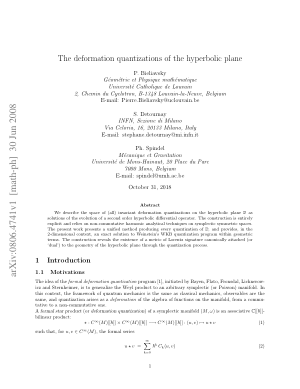 The deformation quantizations of the hyperbolic plane
P. Bieliavsky
Géométrie et Physique mathématique
Université Catholique de Louvain
2, Chemin du Cyclotron, B-1348 Louvain-la-Neuve, Belgium
E-mail: Pierre.Bieliavsky@uclouvain.be
S. Detournay
INFN, Sezione di Milano
Via Celoria, 16, 20133 Milano, Italy
E-mail: stephane.detournay@mi.infn.it
Ph. Spindel
Mécanique et Gravitation
Université de Mons-Hainaut, 20 Place du Parc
7000 Mons, Belgium
E-mail: spindel@umh.ac.be
October 31, 2018
Abstract
We describe the space of (all) invariant deformation quantizations on the hyperbolic plane 𝔻 as
solutions of the evolution of a second order hyperbolic differential operator. The construction is entirely
explicit and relies on non-commutative harmonic analytical techniques on symplectic symmetric spaces.
The present work presents a unified method producing every quantization of 𝔻, and provides, in the
2-dimensional context, an exact solution to Weinstein's WKB quantization program within geometric
terms. The construction reveals the existence of a metric of Lorentz signature canonically attached (or
'dual') to the geometry of the hyperbolic plane through the quantization process.
1 Introduction
1.1 Motivations
The idea of the formal deformation quantization program[1], initiated by Bayen, Flato, Fronsdal, Lichnerowicz
and Sternheimer, is to generalize the Weyl product to an arbitrary symplectic (or Poisson) manifold. In
this context, the framework of quantum mechanics is the same as classical mechanics, observables are the
same, and quantization arises as a deformation of the algebra of functions on the manifold, from a commutative
to a non-commutative one.
A formal star product (or deformation quantization) of a symplectic manifold (M, ω) is an associative ℂ[[ħ]]-
bilinear product:
⋆ : C∞(M)[[ħ]] × C∞(M)[[ħ]] → C∞(M)[[ħ]] : (u, v) ↦ u ⋆ v (1)
such that, for u, v ∈ C∞(M), the formal series
u ⋆ v = ∑ ħᵏ Cₖ(u, v) (2)
1
arXiv:0806.4741v1 [math-ph] 30 Jun 2008